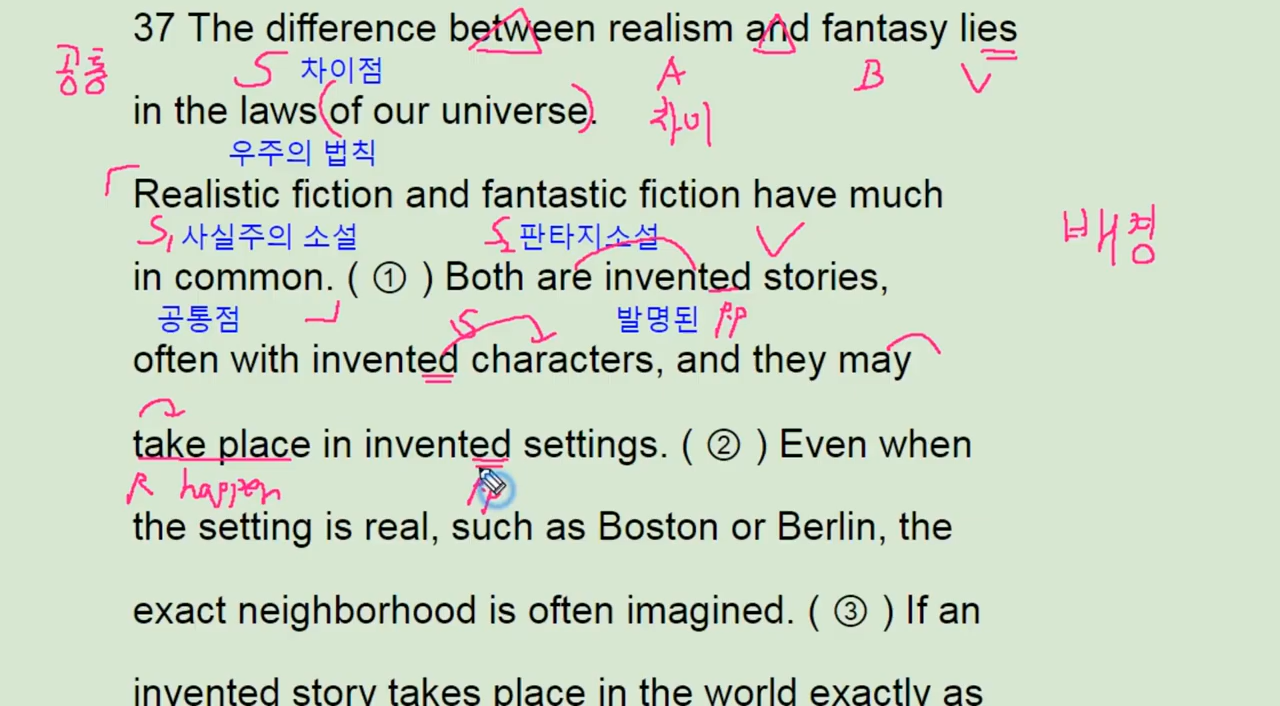 37 The difference between realism and fantasy lies
공통 S 차이점 A B V
in the laws (of our universe). 차이
우주의 법칙
「Realistic fiction and fantastic fiction have much
S₁ 사실주의 소설 S₂ 판타지소설 V 배경
in common. ( ① ) Both are invented stories,
공통점 」 S 발명된 p.p
often with invented characters, and they may
take place in invented settings. ( ② ) Even when
R happen
the setting is real, such as Boston or Berlin, the
exact neighborhood is often imagined. ( ③ ) If an
invented story takes place in the world exactly as